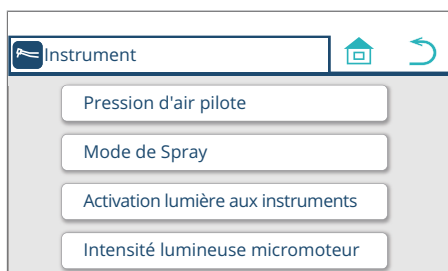 Instrument
Pression d'air pilote
Mode de Spray
Activation lumière aux instruments
Intensité lumineuse micromoteur